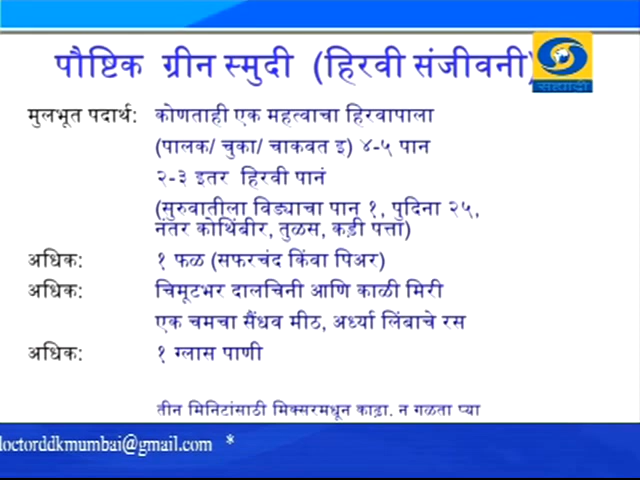 पौष्टिक ग्रीन स्मुदी (हिरवी संजीवनी)
सह्याद्री
मुलभूत पदार्थ: कोणताही एक महत्वाचा हिरवापाला
(पालक/ चुका/ चाकवत इ) ४-५ पान
२-३ इतर हिरवी पानं
(सुरुवातीला विड्याचा पान १, पुदिना २५,
नंतर कोथिंबीर, तुळस, कडी पत्ता)
अधिक: १ फळ (सफरचंद किंवा पिअर)
अधिक: चिमूटभर दालचिनी आणि काळी मिरी
एक चमचा सैंधव मीठ, अर्ध्या लिंबाचे रस
अधिक: १ ग्लास पाणी
तीन मिनिटांसाठी मिक्सरमधून काढा. न गळता प्या
doctorddkmumbai@gmail.com *